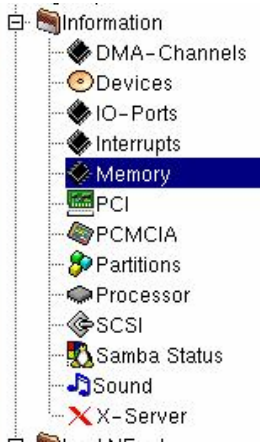 Information
DMA-Channels
Devices
IO-Ports
Interrupts
Memory
PCI
PCMCIA
Partitions
Processor
SCSI
Samba Status
Sound
X-Server